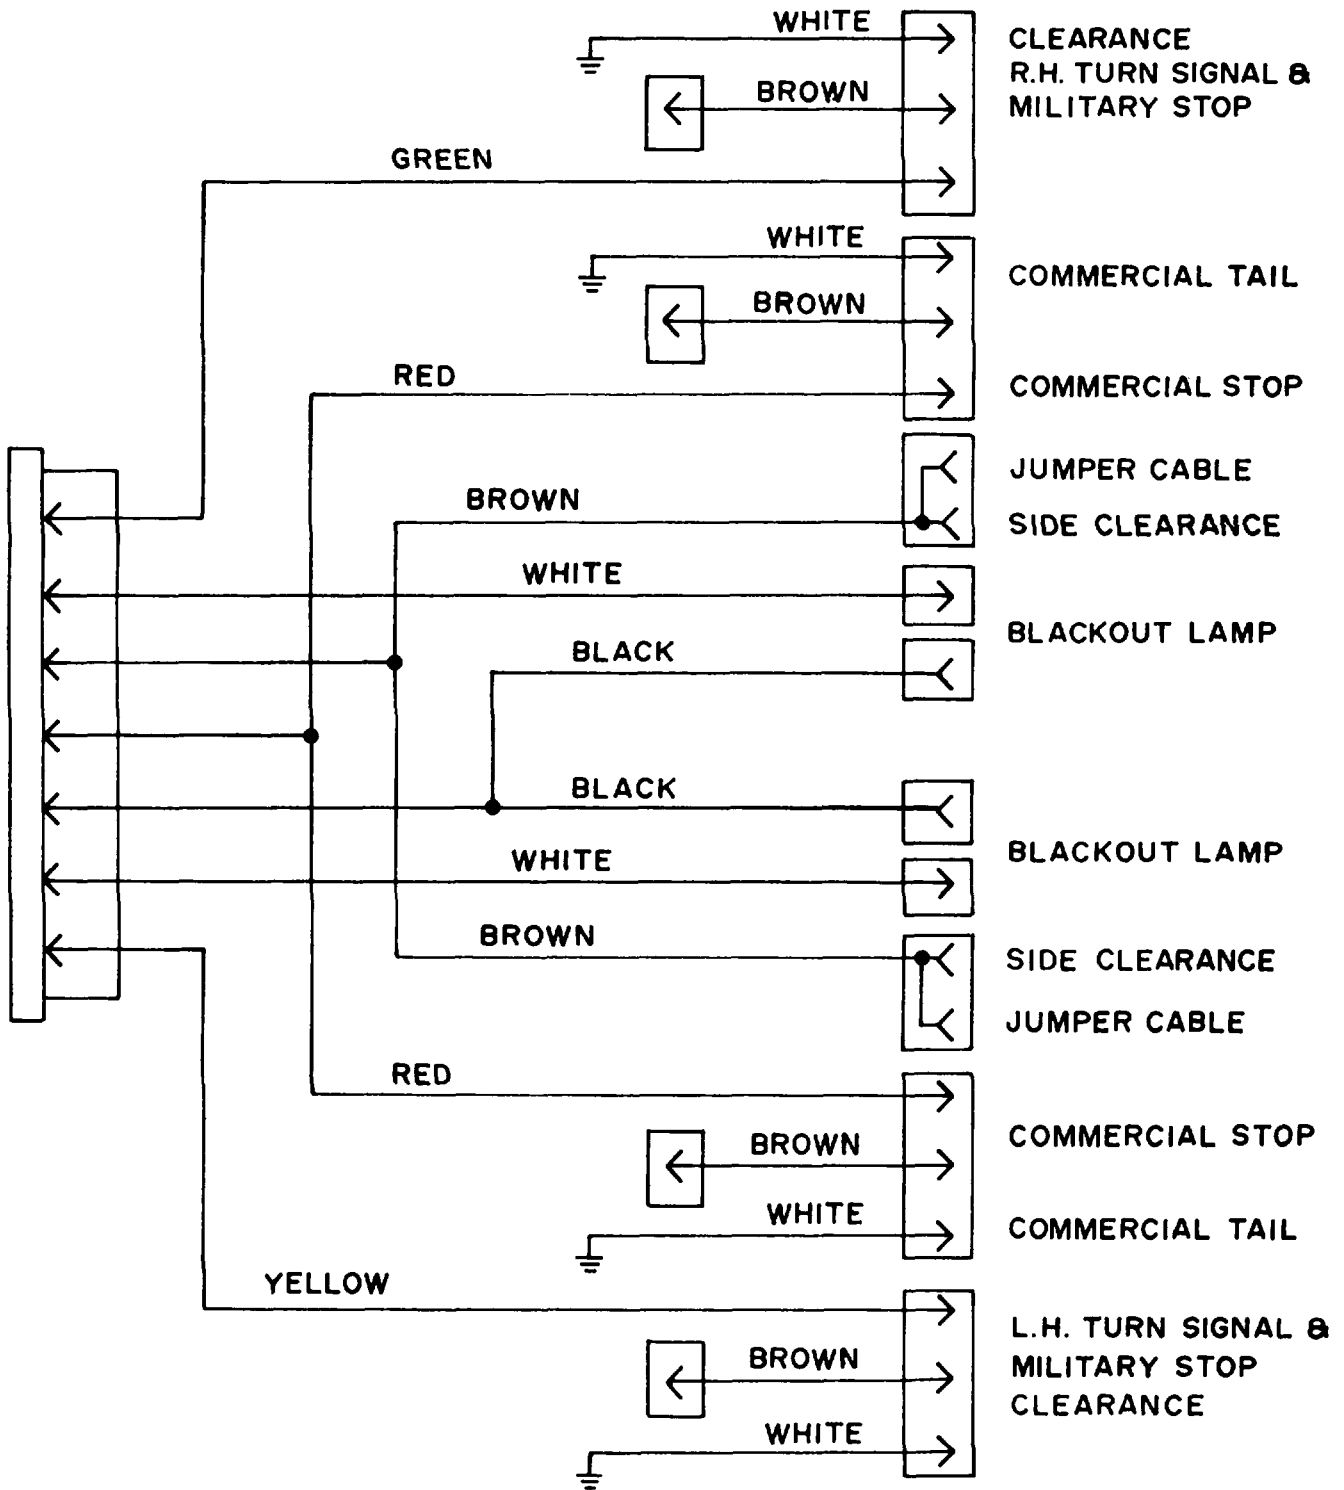 WHITE
CLEARANCE
R.H. TURN SIGNAL &
BROWN
MILITARY STOP
GREEN
WHITE
COMMERCIAL TAIL
BROWN
RED
COMMERCIAL STOP
JUMPER CABLE
BROWN
SIDE CLEARANCE
WHITE
BLACKOUT LAMP
BLACK
BLACK
BLACKOUT LAMP
WHITE
BROWN
SIDE CLEARANCE
JUMPER CABLE
RED
COMMERCIAL STOP
BROWN
WHITE
COMMERCIAL TAIL
YELLOW
L.H. TURN SIGNAL &
BROWN
MILITARY STOP
CLEARANCE
WHITE